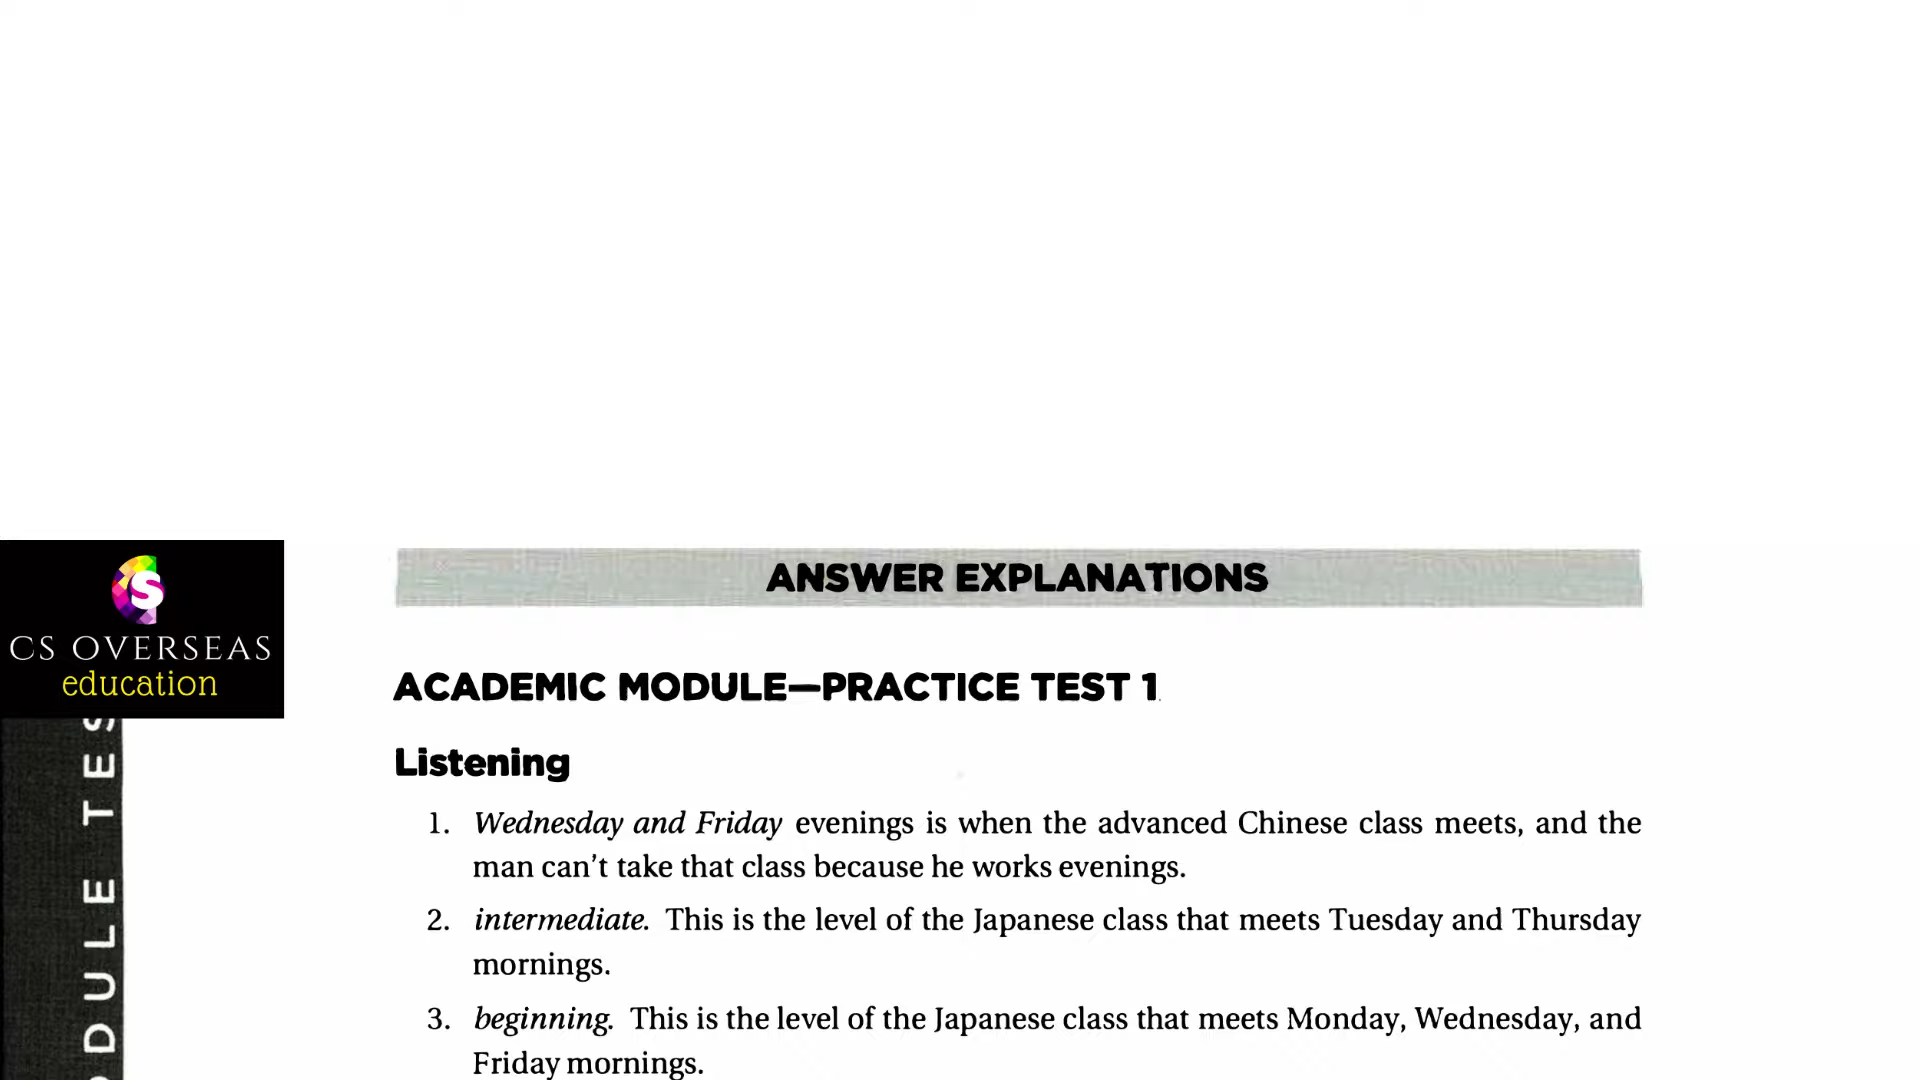 ANSWER EXPLANATIONS
CS OVERSEAS
education
ACADEMIC MODULE—PRACTICE TEST 1
Listening
1. Wednesday and Friday evenings is when the advanced Chinese class meets, and the
man can't take that class because he works evenings.
2. intermediate. This is the level of the Japanese class that meets Tuesday and Thursday
mornings.
3. beginning. This is the level of the Japanese class that meets Monday, Wednesday, and
Friday mornings.
DULE TES